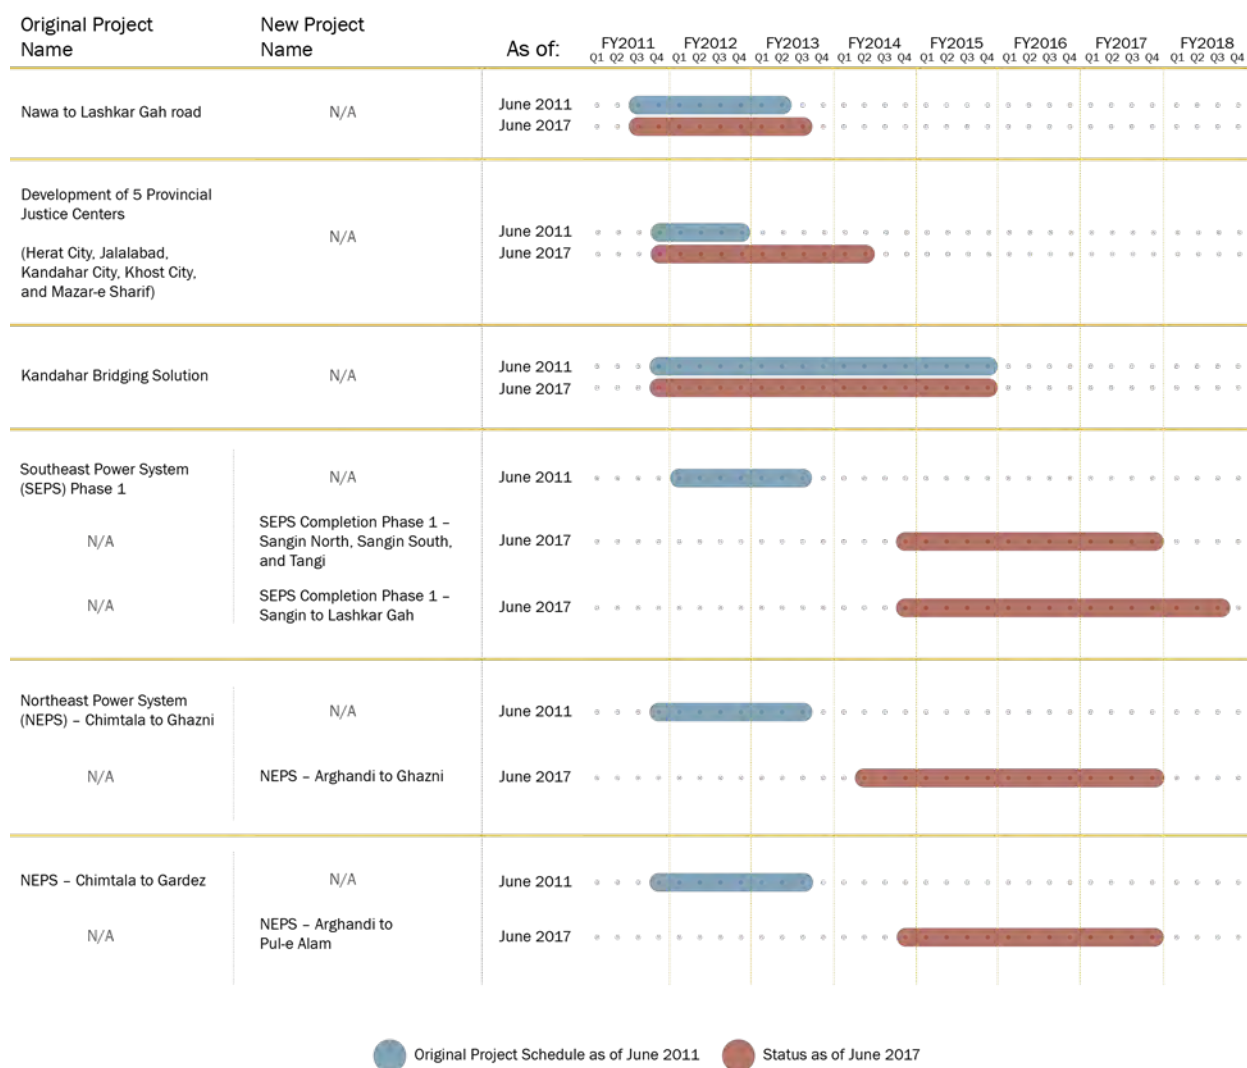 Original Project
Name
New Project
Name
As of:
FY2011 FY2012 FY2013 FY2014 FY2015 FY2016 FY2017 FY2018
Q1 Q2 Q3 Q4 Q1 Q2 Q3 Q4 Q1 Q2 Q3 Q4 Q1 Q2 Q3 Q4 Q1 Q2 Q3 Q4 Q1 Q2 Q3 Q4 Q1 Q2 Q3 Q4 Q1 Q2 Q3 Q4
Nawa to Lashkar Gah road
N/A
June 2011
June 2017
Development of 5 Provincial
Justice Centers
(Herat City, Jalalabad,
Kandahar City, Khost City,
and Mazar-e Sharif)
N/A
June 2011
June 2017
Kandahar Bridging Solution
N/A
June 2011
June 2017
Southeast Power System
(SEPS) Phase 1
N/A
June 2011
N/A
SEPS Completion Phase 1 –
Sangin North, Sangin South,
and Tangi
June 2017
N/A
SEPS Completion Phase 1 –
Sangin to Lashkar Gah
June 2017
Northeast Power System
(NEPS) – Chimtala to Ghazni
N/A
June 2011
N/A
NEPS – Arghandi to Ghazni
June 2017
NEPS – Chimtala to Gardez
N/A
June 2011
N/A
NEPS – Arghandi to
Pul-e Alam
June 2017
Original Project Schedule as of June 2011
Status as of June 2017